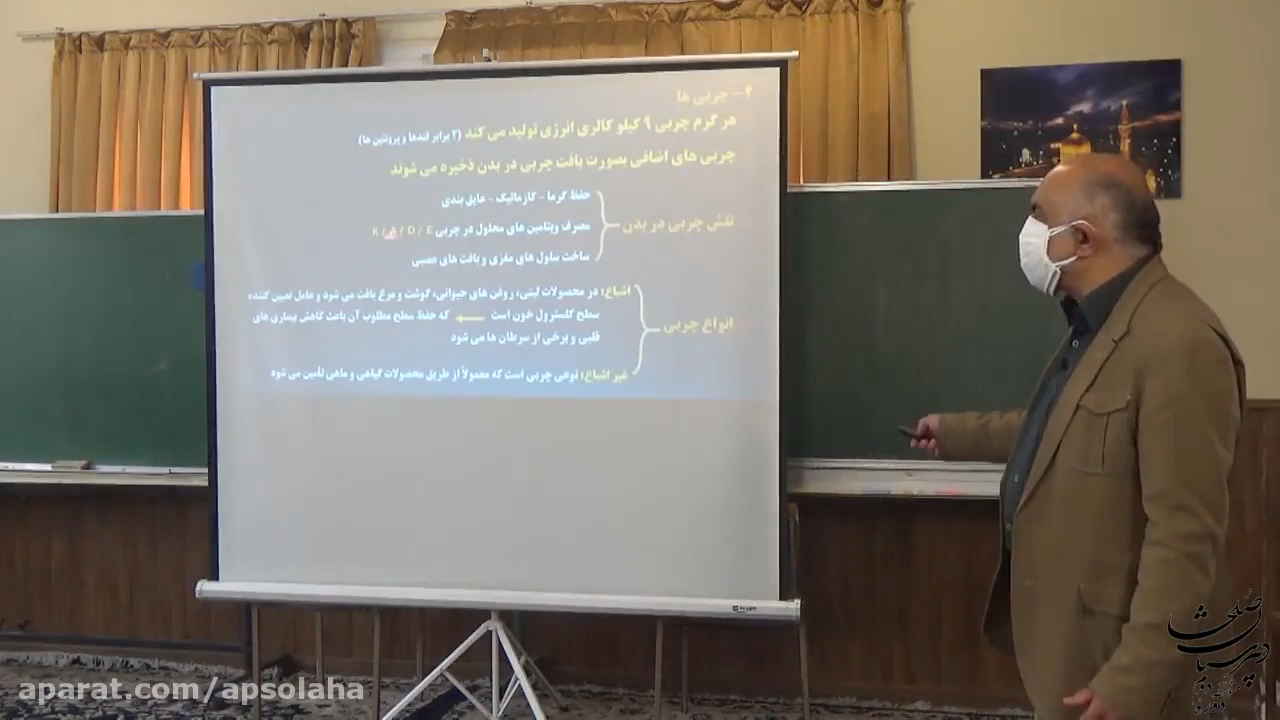 ۴- چربی ها
هر گرم چربی ۹ کیلو کالری انرژی تولید می کند (۲ برابر قندها و پروتئین ها)
چربی های اضافی بصورت بافت چربی در بدن ذخیره می شوند
نقش چربی در بدن
حفظ گرما - کازمالیک - عایق بندی
مصرف ویتامین های محلول در چربی K / A / D / E
ساخت سلول های مغزی و بافت های عصبی
انواع چربی
اشباع: در محصولات لبنی، روغن های حیوانی، گوشت و مرغ یافت می شود و عامل تعیین کننده
سطح کلسترول خون است ← که حفظ سطح مطلوب آن باعث کاهش بیماری های
قلبی و برخی از سرطان ها می شود
غیر اشباع: نوعی چربی است که معمولاً از طریق محصولات گیاهی و ماهی تأمین می شود
aparat.com/apsolaha